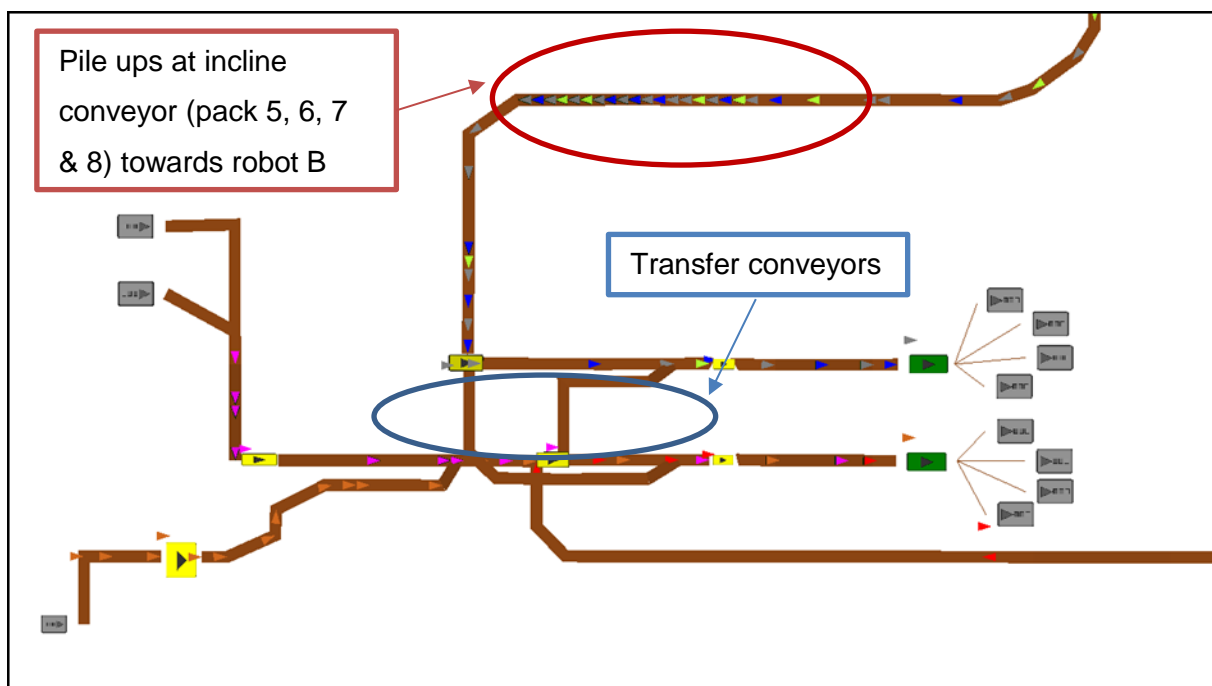 Pile ups at incline
conveyor (pack 5, 6, 7
& 8) towards robot B
Transfer conveyors